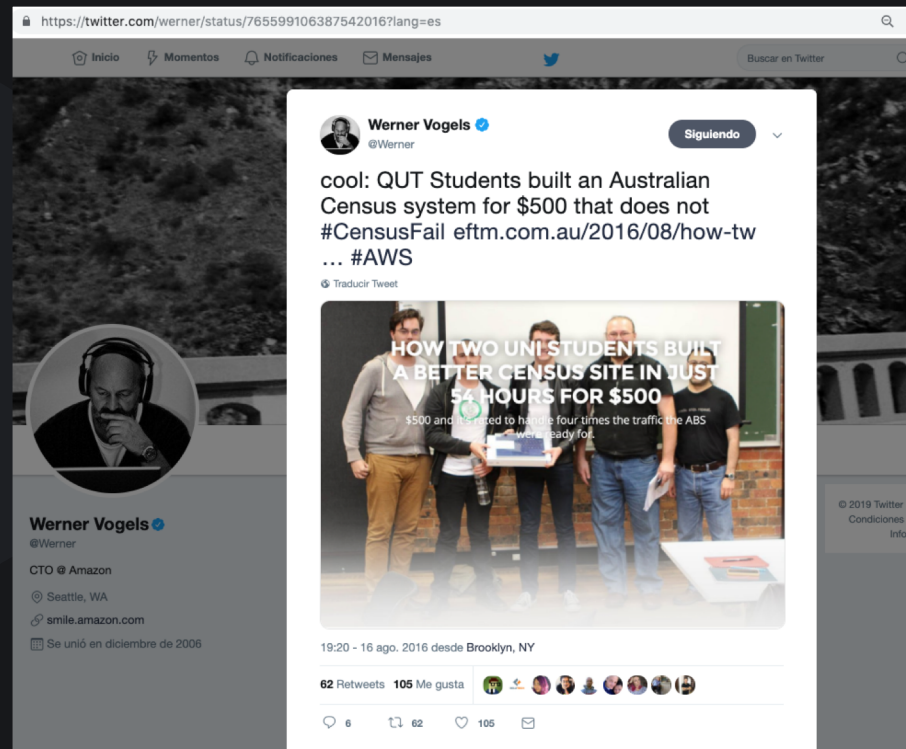 https://twitter.com/werner/status/765599106387542016?lang=es
Inicio
Momentos
Notificaciones
Mensajes
Buscar en Twitter
Werner Vogels
@Werner
Siguiendo
cool: QUT Students built an Australian
Census system for $500 that does not
#CensusFail eftm.com.au/2016/08/how-tw
… #AWS
Traducir Tweet
HOW TWO UNI STUDENTS BUILT
A BETTER CENSUS SITE IN JUST
54 HOURS FOR $500
$500 and it's rated to handle four times the traffic the ABS
were ready for.
19:20 - 16 ago. 2016 desde Brooklyn, NY
62 Retweets 105 Me gusta
6
62
105
Werner Vogels
@Werner
CTO @ Amazon
Seattle, WA
smile.amazon.com
Se unió en diciembre de 2006
© 2019 Twitter
Condiciones
Info